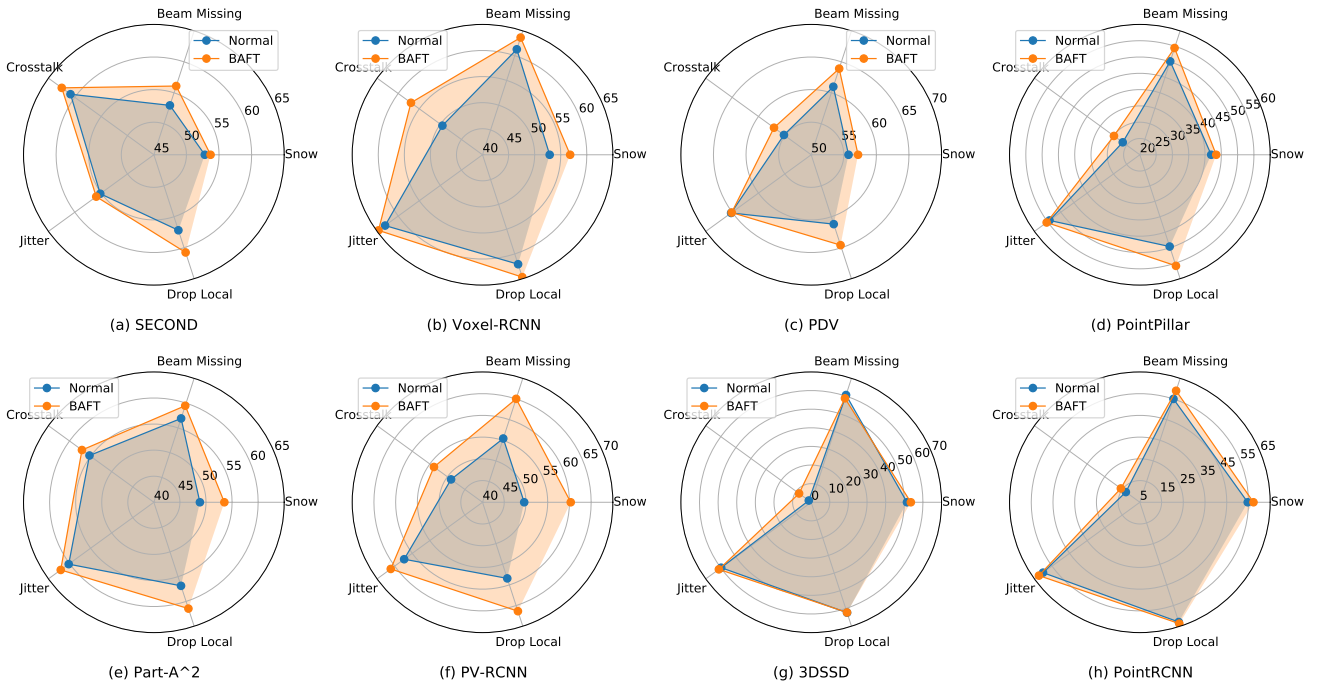 Beam Missing
Normal
BAFT
Crosstalk
Snow
Jitter
Drop Local
45
50
55
60
65
(a) SECOND
Beam Missing
Normal
BAFT
Crosstalk
Jitter
Drop Local
Snow
40
45
50
55
60
65
(b) Voxel-RCNN
Beam Missing
Normal
BAFT
Crosstalk
Jitter
Drop Local
Snow
50
55
60
65
70
(c) PDV
Beam Missing
Normal
BAFT
Crosstalk
Jitter
Drop Local
Snow
20
25
30
35
40
45
50
55
60
(d) PointPillar
Beam Missing
Normal
BAFT
Crosstalk
Jitter
Drop Local
Snow
40
45
50
55
60
65
(e) Part-A^2
Beam Missing
Normal
BAFT
Crosstalk
Jitter
Drop Local
Snow
40
45
50
55
60
65
70
(f) PV-RCNN
Beam Missing
Normal
BAFT
Crosstalk
Jitter
Drop Local
Snow
0
10
20
30
40
50
60
70
(g) 3DSSD
Beam Missing
Normal
BAFT
Crosstalk
Jitter
Drop Local
Snow
5
15
25
35
45
55
65
(h) PointRCNN